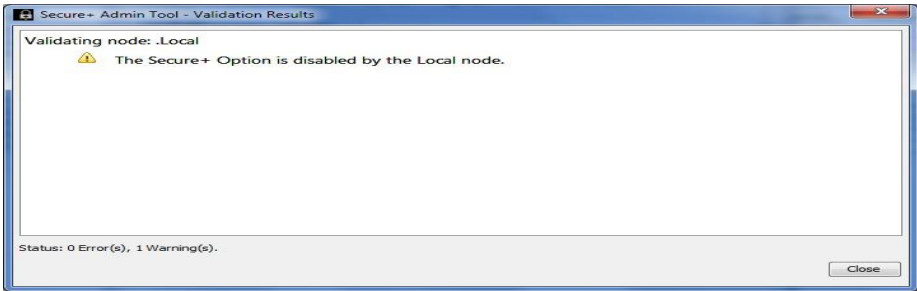 Secure+ Admin Tool - Validation Results
Validating node: .Local
The Secure+ Option is disabled by the Local node.
Status: 0 Error(s), 1 Warning(s).
Close